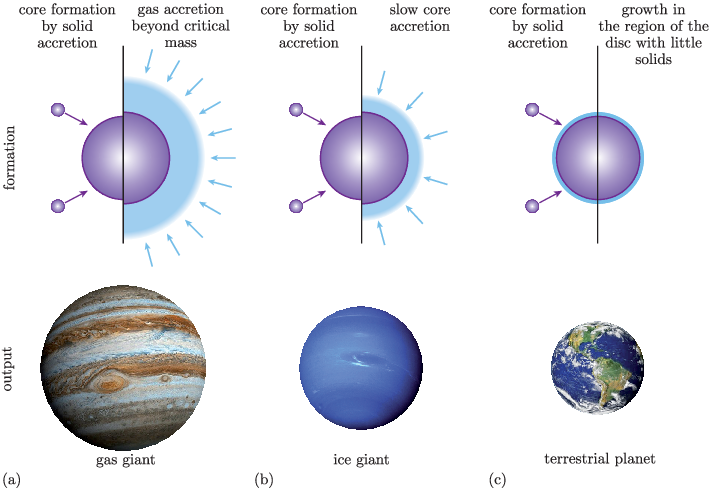 core formation
by solid
accretion
gas accretion
beyond critical
mass
core formation
by solid
accretion
slow core
accretion
core formation
by solid
accretion
growth in
the region of the
disc with little
solids
formation
output
gas giant
ice giant
terrestrial planet
(a)
(b)
(c)